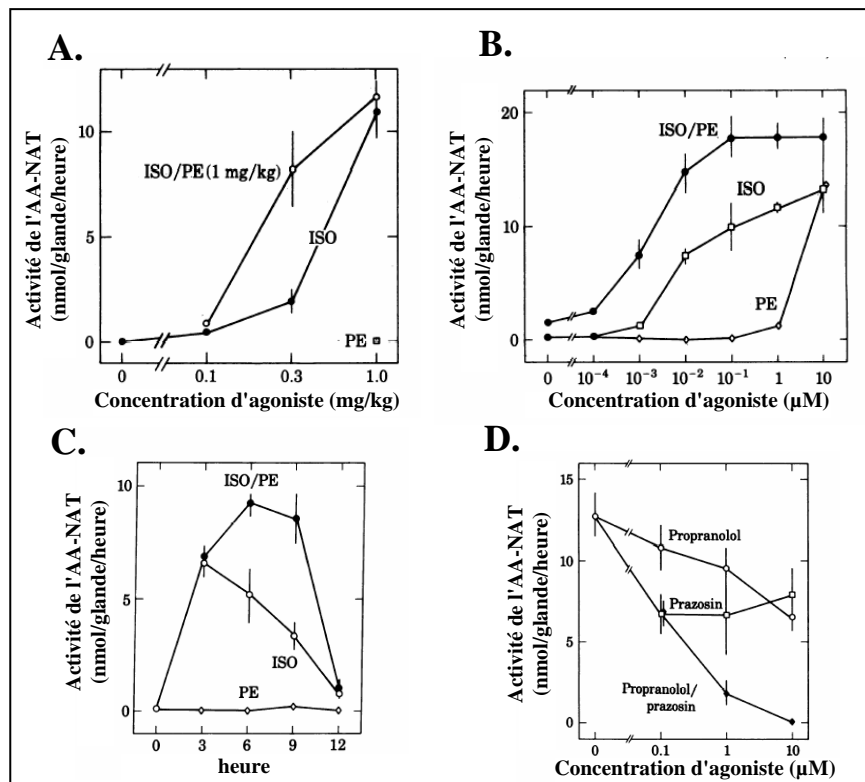 A.
Activité de l'AA-NAT
(nmol/glande/heure)
10
5
0
ISO/PE (1 mg/kg)
ISO
PE
0
0.1
0.3
1.0
Concentration d'agoniste (mg/kg)
B.
Activité de l'AA-NAT
(nmol/glande/heure)
20
10
0
ISO/PE
ISO
PE
0
10⁻⁴
10⁻³
10⁻²
10⁻¹
1
10
Concentration d'agoniste (µM)
C.
Activité de l'AA-NAT
(nmol/glande/heure)
10
5
0
ISO/PE
ISO
PE
0
3
6
9
12
heure
D.
Activité de l'AA-NAT
(nmol/glande/heure)
15
10
5
0
Propranolol
Prazosin
Propranolol/
prazosin
0
0.1
1
10
Concentration d'agoniste (µM)